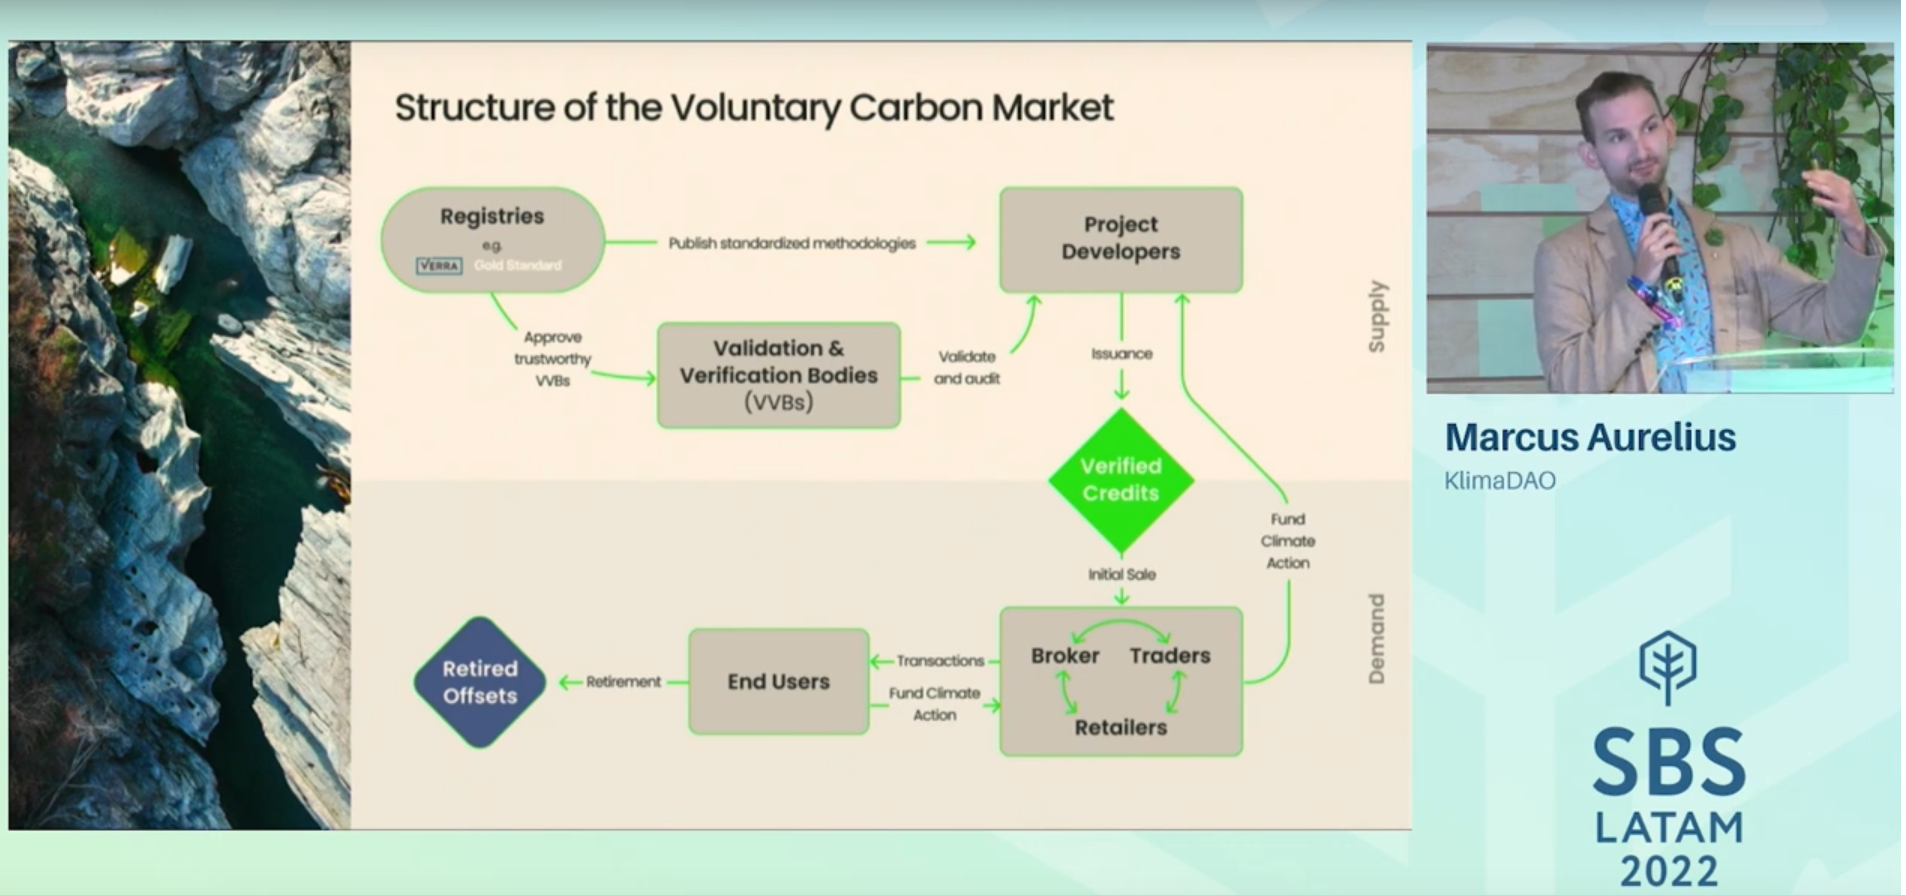 Structure of the Voluntary Carbon Market
Registries
e.g.
VERRA Gold Standard
Publish standardized methodologies
Project
Developers
Approve
trustworthy
VVBs
Validation &
Verification Bodies
(VVBs)
Validate
and audit
Issuance
Supply
Verified
Credits
Fund
Climate
Action
Initial Sale
Demand
Broker Traders
Retailers
Transactions
Fund Climate
Action
End Users
Retirement
Retired
Offsets
Marcus Aurelius
KlimaDAO
SBS
LATAM
2022